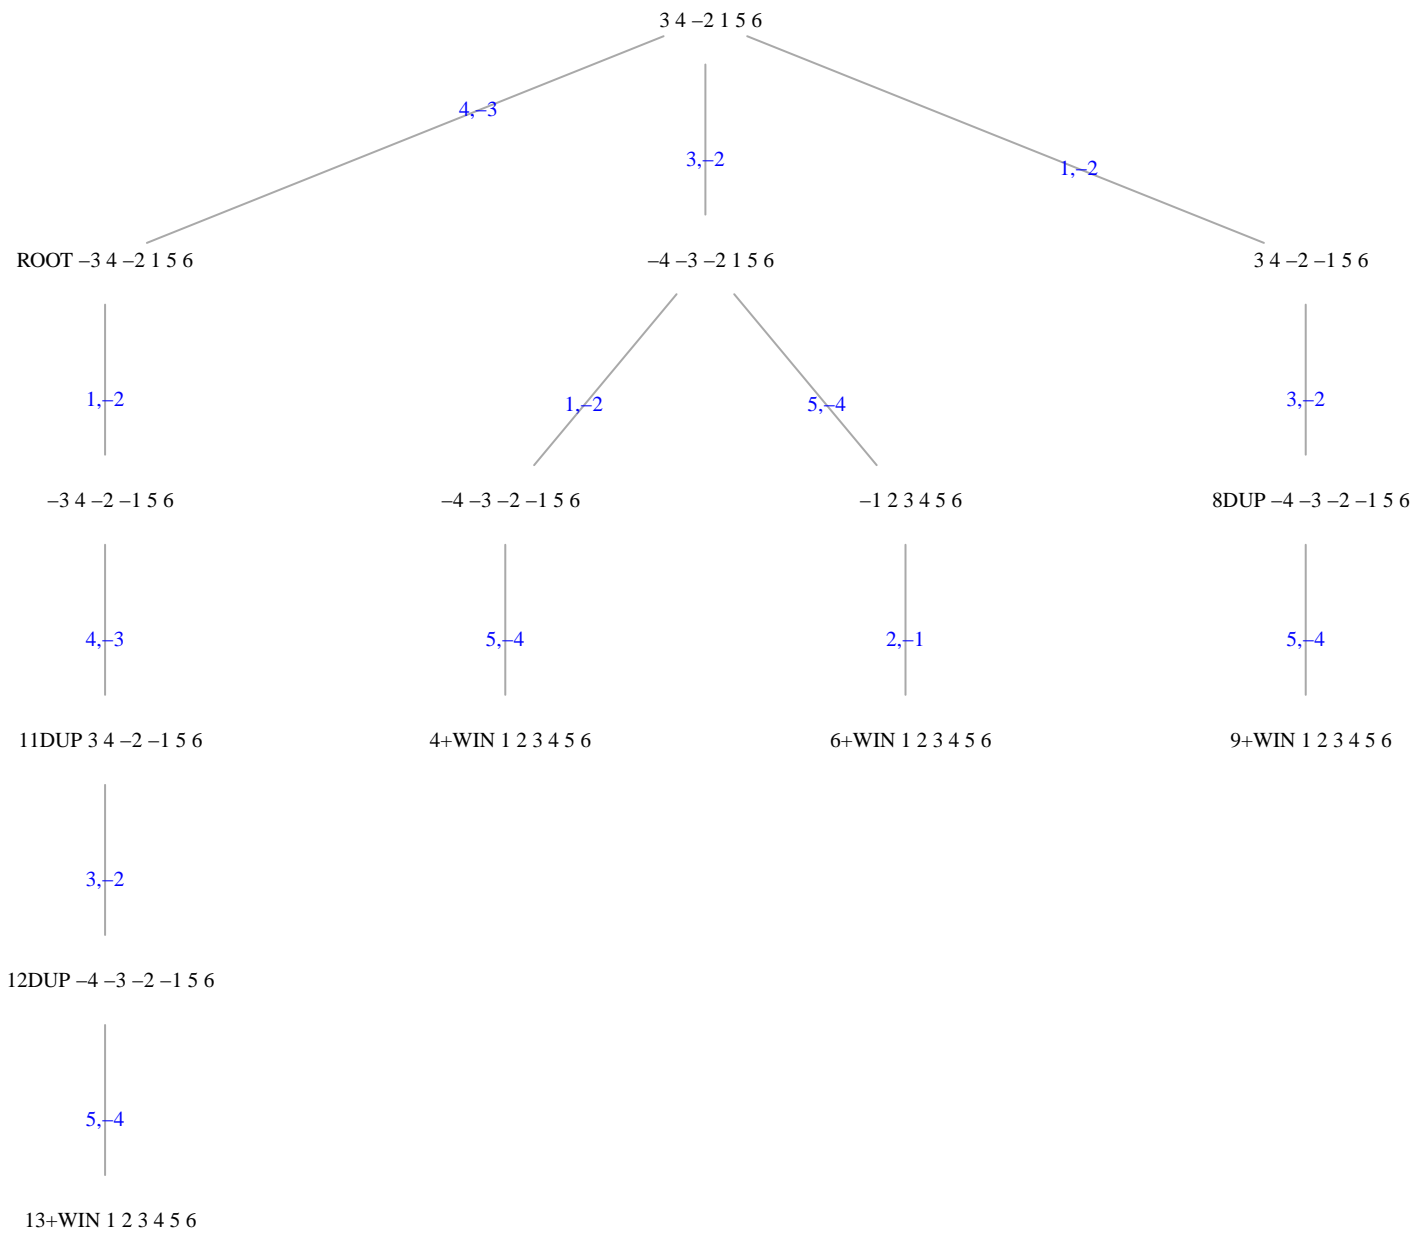 3 4 –2 1 5 6
4,–3
3,–2
1,–2
ROOT –3 4 –2 1 5 6
–4 –3 –2 1 5 6
3 4 –2 –1 5 6
1,–2
1,–2
5,–4
3,–2
–3 4 –2 –1 5 6
–4 –3 –2 –1 5 6
–1 2 3 4 5 6
8DUP –4 –3 –2 –1 5 6
4,–3
5,–4
2,–1
5,–4
11DUP 3 4 –2 –1 5 6
4+WIN 1 2 3 4 5 6
6+WIN 1 2 3 4 5 6
9+WIN 1 2 3 4 5 6
3,–2
12DUP –4 –3 –2 –1 5 6
5,–4
13+WIN 1 2 3 4 5 6